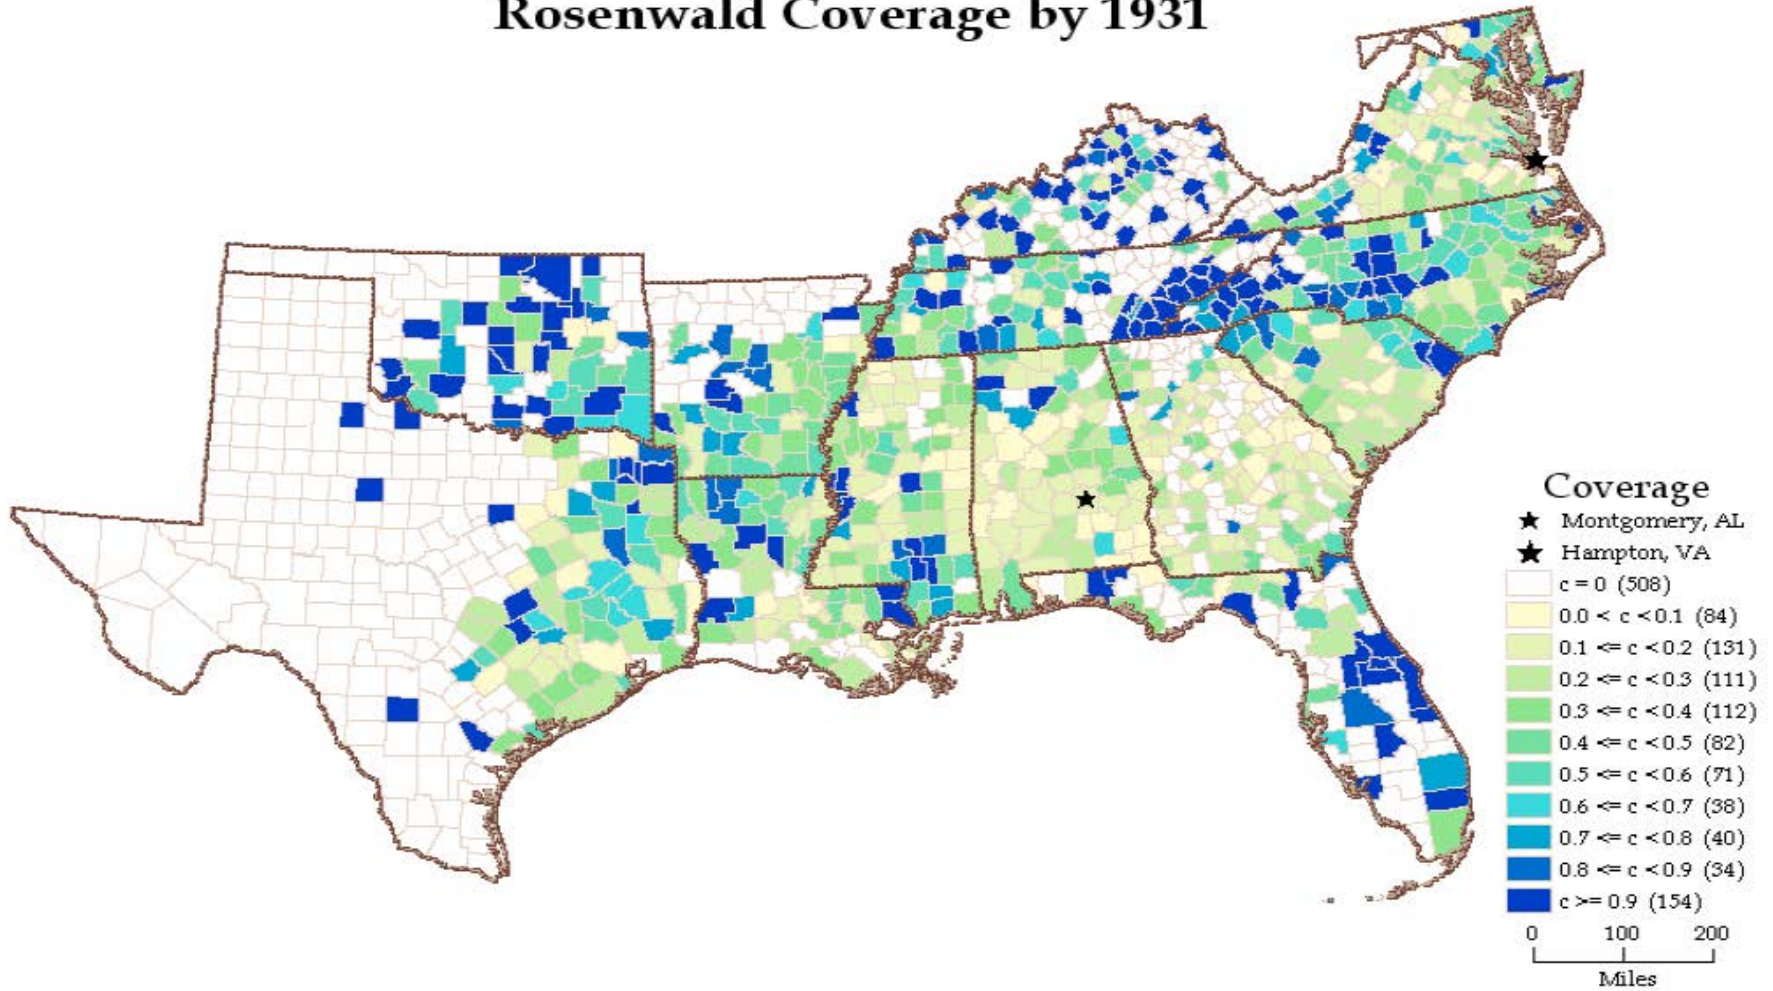 Rosenwald Coverage by 1931
Coverage
Montgomery, AL
Hampton, VA
c = 0 (508)
0.0 < c <0.1 (84)
0.1 <= c <0.2 (131)
0.2 <= c <0.3 (111)
0.3 <= c <0.4 (112)
0.4 <= c <0.5 (82)
0.5 <= c <0.6 (71)
0.6 <= c <0.7 (38)
0.7 <= c <0.8 (40)
0.8 <= c <0.9 (34)
c >= 0.9 (154)
0 100 200
Miles